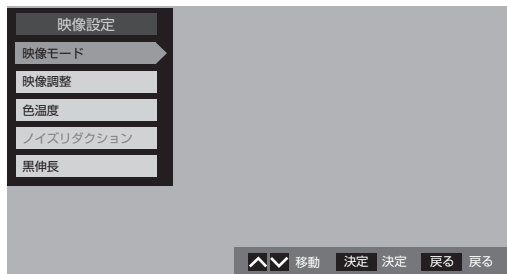 映像設定
映像モード
映像調整
色温度
ノイズリダクション
黒伸長
移動 決定 決定 戻る 戻る